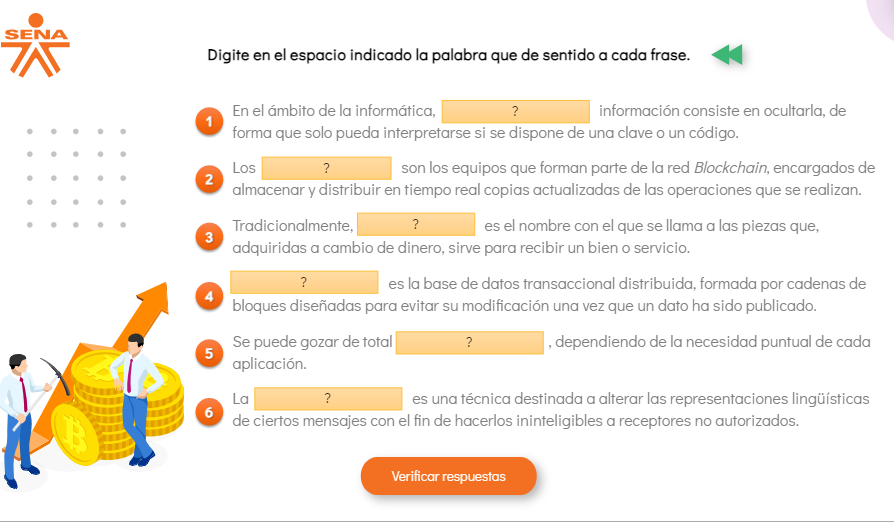 SENA
Digite en el espacio indicado la palabra que de sentido a cada frase.
1 En el ámbito de la informática, ? información consiste en ocultarla, de
forma que solo pueda interpretarse si se dispone de una clave o un código.
2 Los ? son los equipos que forman parte de la red Blockchain, encargados de
almacenar y distribuir en tiempo real copias actualizadas de las operaciones que se realizan.
3 Tradicionalmente, ? es el nombre con el que se llama a las piezas que,
adquiridas a cambio de dinero, sirve para recibir un bien o servicio.
4 ? es la base de datos transaccional distribuida, formada por cadenas de
bloques diseñadas para evitar su modificación una vez que un dato ha sido publicado.
5 Se puede gozar de total ? , dependiendo de la necesidad puntual de cada
aplicación.
6 La ? es una técnica destinada a alterar las representaciones lingüísticas
de ciertos mensajes con el fin de hacerlos ininteligibles a receptores no autorizados.
Verificar respuestas